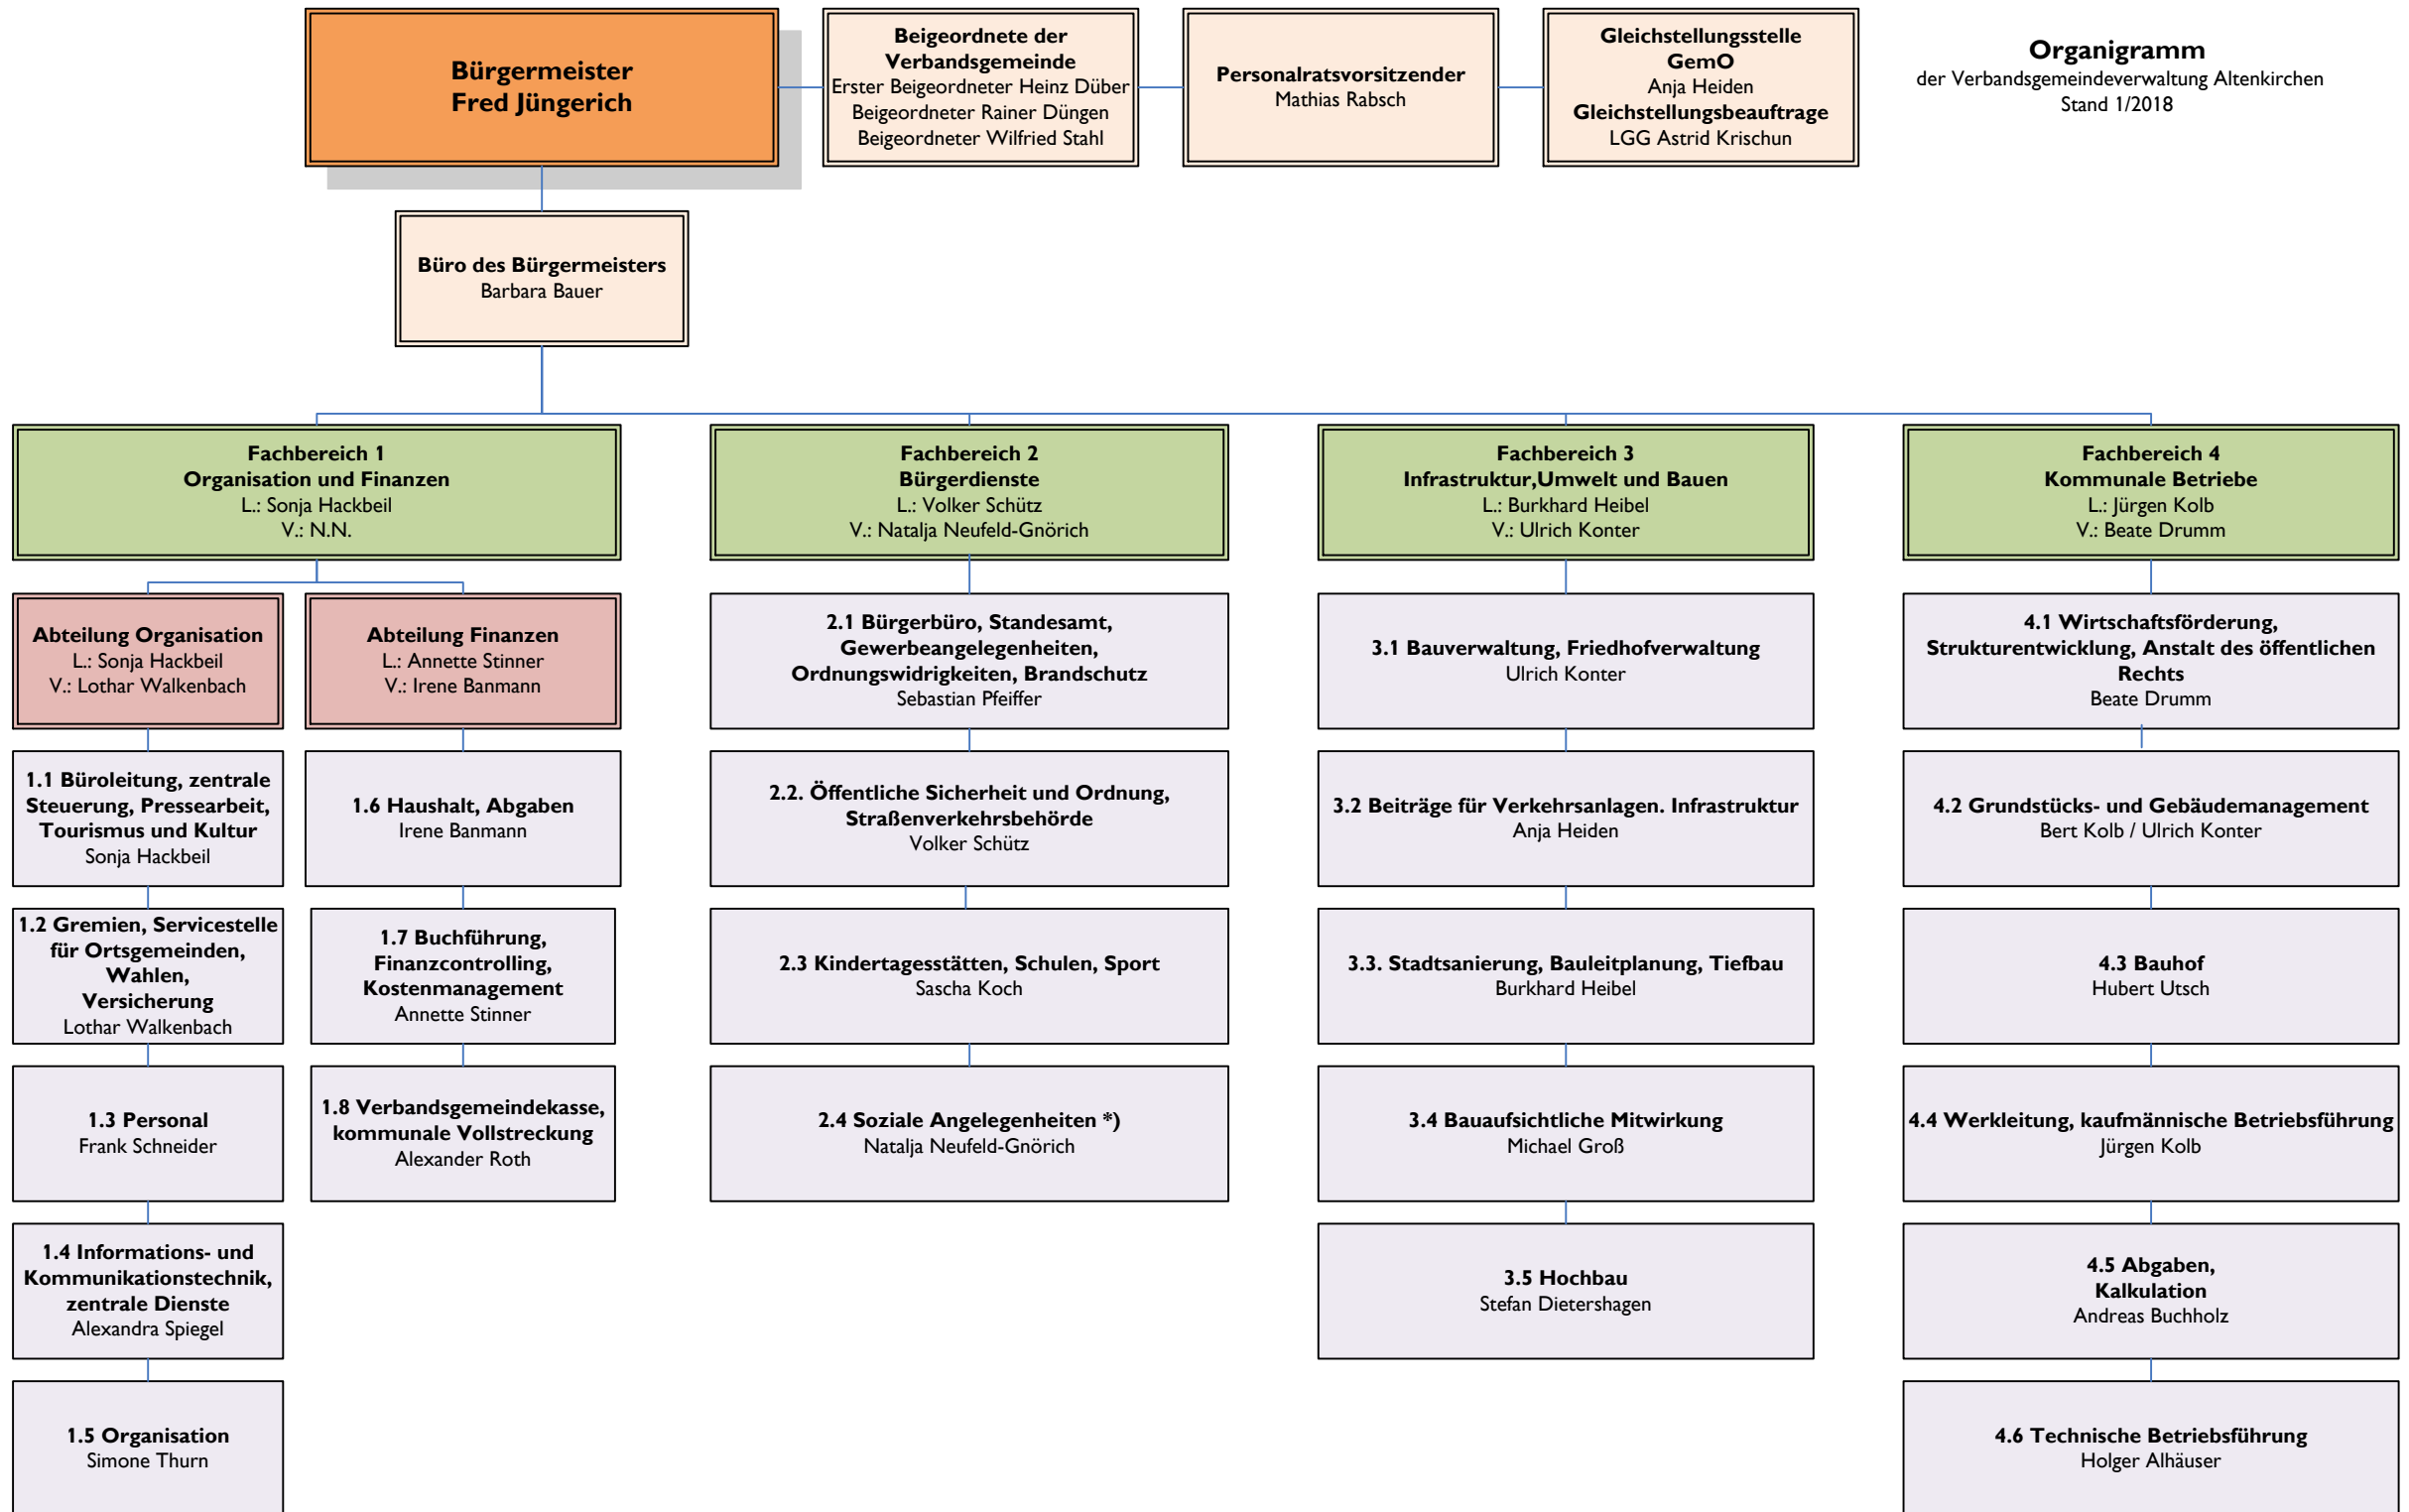 Bürgermeister
Fred Jüngerich
Beigeordnete der
Verbandsgemeinde
Erster Beigeordneter Heinz Düber
Beigeordneter Rainer Düngen
Beigeordneter Wilfried Stahl
Personalratsvorsitzender
Mathias Rabsch
Gleichstellungsstelle
GemO
Anja Heiden
Gleichstellungsbeauftrage
LGG Astrid Krischun
Organigramm
der Verbandsgemeindeverwaltung Altenkirchen
Stand 1/2018
Büro des Bürgermeisters
Barbara Bauer
Fachbereich 1
Organisation und Finanzen
L.: Sonja Hackbeil
V.: N.N.
Fachbereich 2
Bürgerdienste
L.: Volker Schütz
V.: Natalja Neufeld-Gnörich
Fachbereich 3
Infrastruktur,Umwelt und Bauen
L.: Burkhard Heibel
V.: Ulrich Konter
Fachbereich 4
Kommunale Betriebe
L.: Jürgen Kolb
V.: Beate Drumm
Abteilung Organisation
L.: Sonja Hackbeil
V.: Lothar Walkenbach
Abteilung Finanzen
L.: Annette Stinner
V.: Irene Banmann
2.1 Bürgerbüro, Standesamt,
Gewerbeangelegenheiten,
Ordnungswidrigkeiten, Brandschutz
Sebastian Pfeiffer
3.1 Bauverwaltung, Friedhofverwaltung
Ulrich Konter
4.1 Wirtschaftsförderung,
Strukturentwicklung, Anstalt des öffentlichen
Rechts
Beate Drumm
1.1 Büroleitung, zentrale
Steuerung, Pressearbeit,
Tourismus und Kultur
Sonja Hackbeil
1.6 Haushalt, Abgaben
Irene Banmann
2.2. Öffentliche Sicherheit und Ordnung,
Straßenverkehrsbehörde
Volker Schütz
3.2 Beiträge für Verkehrsanlagen. Infrastruktur
Anja Heiden
4.2 Grundstücks- und Gebäudemanagement
Bert Kolb / Ulrich Konter
1.2 Gremien, Servicestelle
für Ortsgemeinden,
Wahlen,
Versicherung
Lothar Walkenbach
1.7 Buchführung,
Finanzcontrolling,
Kostenmanagement
Annette Stinner
2.3 Kindertagesstätten, Schulen, Sport
Sascha Koch
3.3. Stadtsanierung, Bauleitplanung, Tiefbau
Burkhard Heibel
4.3 Bauhof
Hubert Utsch
1.3 Personal
Frank Schneider
1.8 Verbandsgemeindekasse,
kommunale Vollstreckung
Alexander Roth
2.4 Soziale Angelegenheiten *)
Natalja Neufeld-Gnörich
3.4 Bauaufsichtliche Mitwirkung
Michael Groß
4.4 Werkleitung, kaufmännische Betriebsführung
Jürgen Kolb
1.4 Informations- und
Kommunikationstechnik,
zentrale Dienste
Alexandra Spiegel
3.5 Hochbau
Stefan Dietershagen
4.5 Abgaben,
Kalkulation
Andreas Buchholz
1.5 Organisation
Simone Thurn
4.6 Technische Betriebsführung
Holger Alhäuser